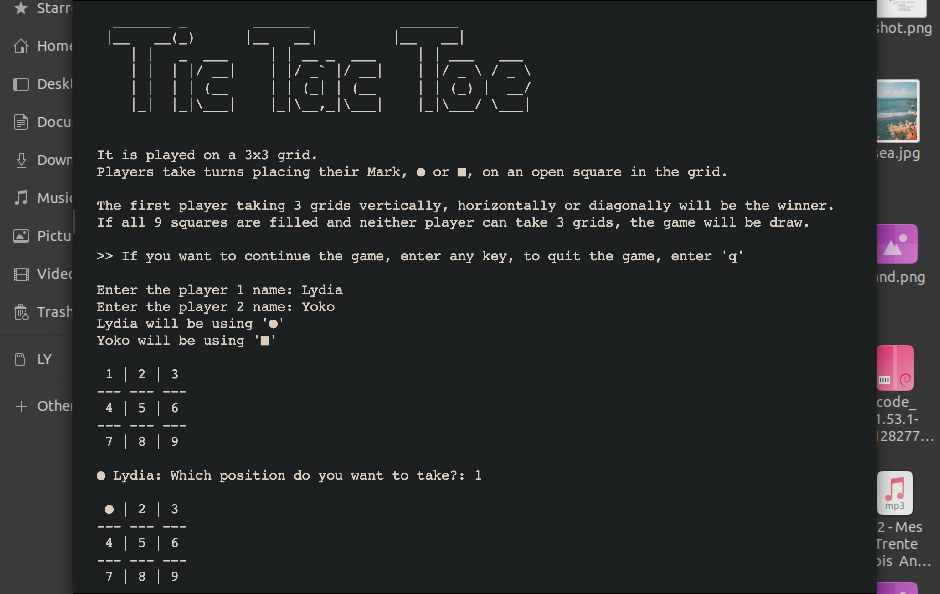 Starr
Home
Desk
Docu
Down
Music
Pictu
Video
Trash
LY
Other
Tic Tac Toe
It is played on a 3x3 grid.
Players take turns placing their Mark, ● or ■, on an open square in the grid.
The first player taking 3 grids vertically, horizontally or diagonally will be the winner.
If all 9 squares are filled and neither player can take 3 grids, the game will be draw.
>> If you want to continue the game, enter any key, to quit the game, enter 'q'
Enter the player 1 name: Lydia
Enter the player 2 name: Yoko
Lydia will be using '●'
Yoko will be using '■'
1 | 2 | 3
--- --- ---
4 | 5 | 6
--- --- ---
7 | 8 | 9
● Lydia: Which position do you want to take?: 1
● | 2 | 3
--- --- ---
4 | 5 | 6
--- --- ---
7 | 8 | 9
shot.png
sea.jpg
nd.png
code_
1.53.1-
128277...
mp3
2 - Mes
Trente
ois An...